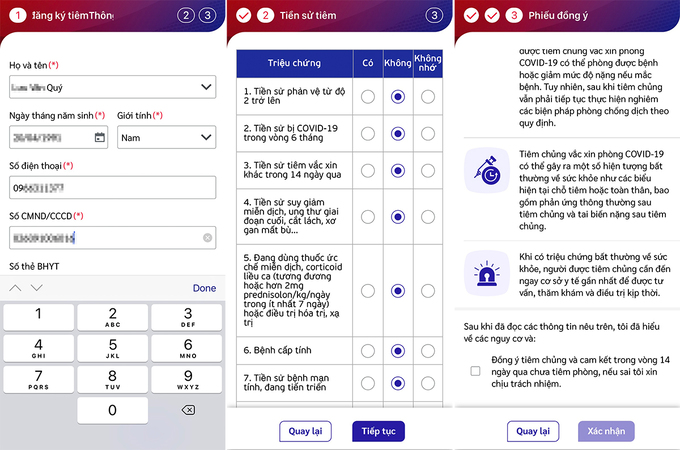 1
đăng ký tiêm
Thông
2
3
Họ và tên (*)
Quý
Ngày tháng năm sinh (*)
Giới tính (*)
Nam
Số điện thoại (*)
Số CMND/CCCD (*)
Số thẻ BHYT
Done
1
2
ABC
3
DEF
4
GHI
5
JKL
6
MNO
7
PQRS
8
TUV
9
WXYZ
0
2
Tiền sử tiêm
3
Triệu chứng
Có
Không
Không
nhớ
1. Tiền sử phản vệ từ độ
2 trở lên
2. Tiền sử bị COVID-19
trong vòng 6 tháng
3. Tiền sử tiêm vắc xin
khác trong 14 ngày qua
4. Tiền sử suy giảm
miễn dịch, ung thư giai
đoạn cuối, cắt lách, xơ
gan mất bù...
5. Đang dùng thuốc ức
chế miễn dịch, corticoid
liều cao (tương đương
hoặc hơn 2mg
prednisolon/kg/ngày
trong ít nhất 7 ngày)
hoặc điều trị hóa trị, xạ
trị
6. Bệnh cấp tính
7. Tiền sử bệnh mạn
tính, đang tiến triển
Quay lại
Tiếp tục
3
Phiếu đồng ý
được tiêm chủng vắc xin phòng
COVID-19 có thể phòng được bệnh
hoặc giảm mức độ nặng nếu mắc
bệnh. Tuy nhiên, sau khi tiêm chủng
vẫn phải tiếp tục thực hiện nghiêm
các biện pháp phòng chống dịch theo
quy định.
Tiêm chủng vắc xin phòng COVID-19
có thể gây ra một số hiện tượng bất
thường về sức khỏe như các biểu
hiện tại chỗ tiêm hoặc toàn thân, bao
gồm phản ứng thông thường sau
tiêm chủng và tai biến nặng sau tiêm
chủng.
Khi có triệu chứng bất thường về sức
khỏe, người được tiêm chủng cần đến
ngay cơ sở y tế gần nhất để được tư
vấn, thăm khám và điều trị kịp thời.
Sau khi đã đọc các thông tin nêu trên, tôi đã hiểu
về các nguy cơ và:
Đồng ý tiêm chủng và cam kết trong vòng 14
ngày qua chưa tiêm phòng, nếu sai tôi xin
chịu trách nhiệm.
Quay lại
Xác nhận